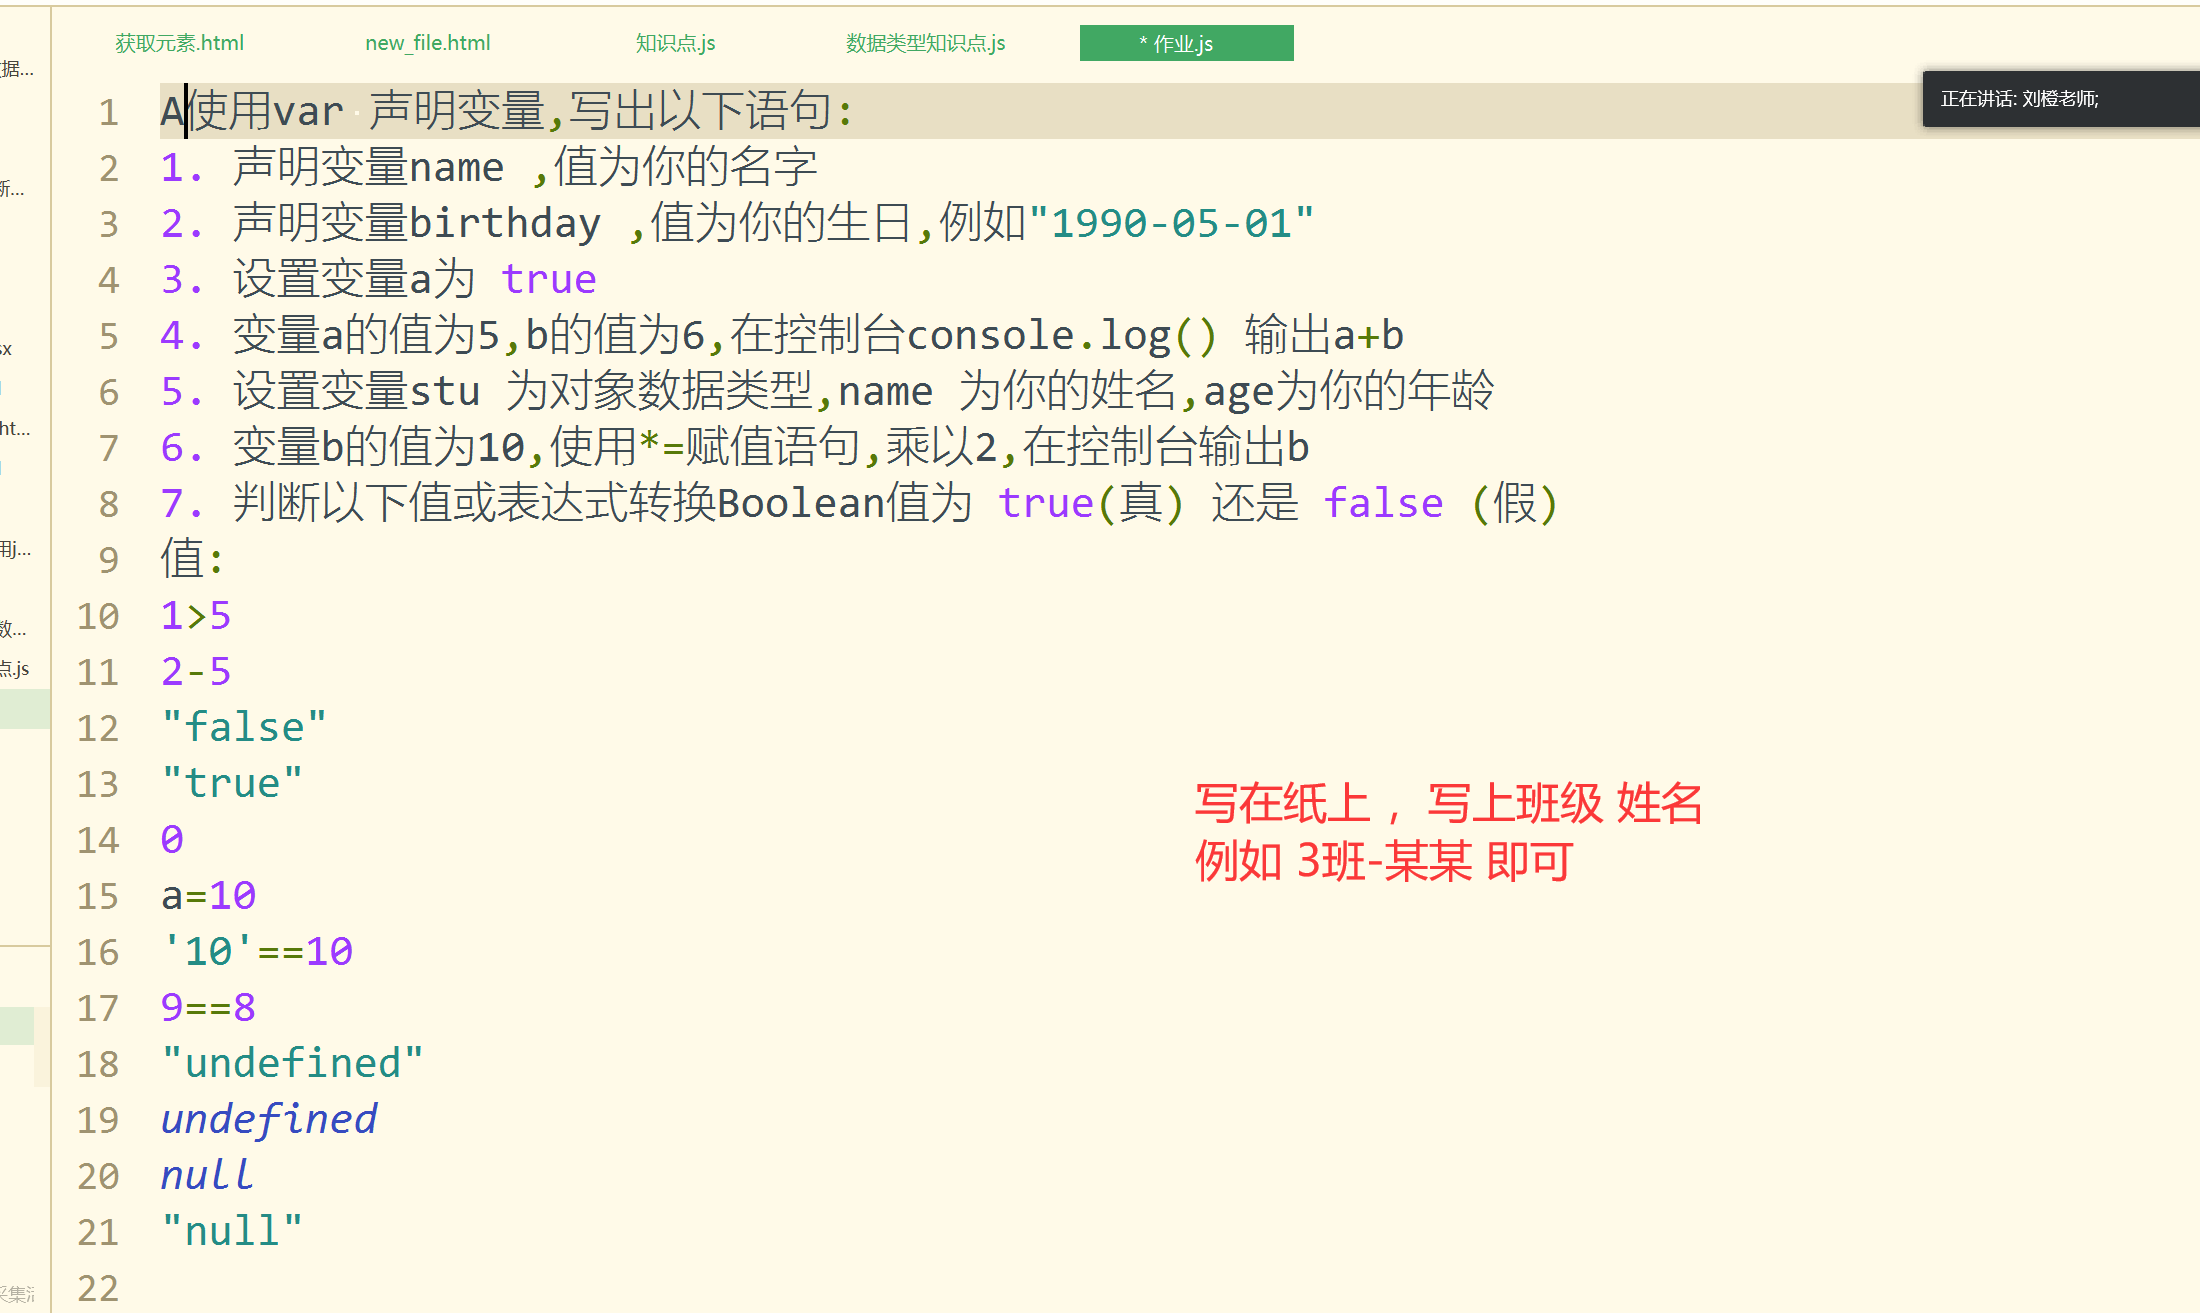 获取元素.html new_file.html 知识点.js 数据类型知识点.js * 作业.js
据...
正在讲话: 刘橙老师;
1 A使用var 声明变量,写出以下语句:
2 1. 声明变量name ,值为你的名字
断...
3 2. 声明变量birthday ,值为你的生日,例如"1990-05-01"
4 3. 设置变量a为 true
5 4. 变量a的值为5,b的值为6,在控制台console.log() 输出a+b
sx
6 5. 设置变量stu 为对象数据类型,name 为你的姓名,age为你的年龄
ht...
7 6. 变量b的值为10,使用*=赋值语句,乘以2,在控制台输出b
8 7. 判断以下值或表达式转换Boolean值为 true(真) 还是 false (假)
用j...
9 值:
10 1>5
数...
11 2-5
点.js
12 "false"
13 "true"
写在纸上 ,写上班级 姓名
14 0
例如 3班-某某 即可
15 a=10
16 '10'==10
17 9==8
18 "undefined"
19 undefined
20 null
21 "null"
22